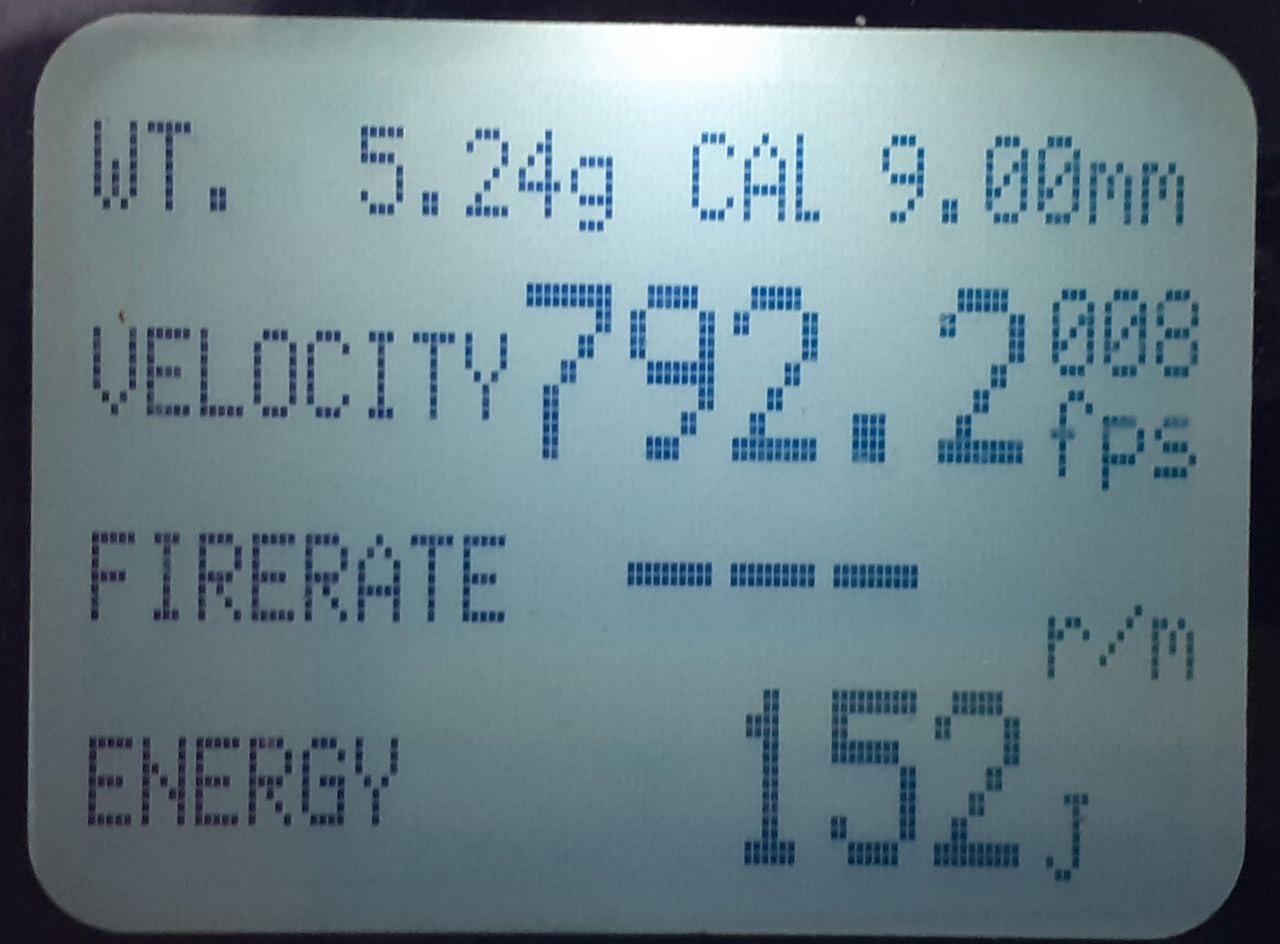 WT. 5.24g CAL 9.00mm
VELOCITY 792.2 008
fps
FIRERATE ---
r/m
ENERGY 152 J